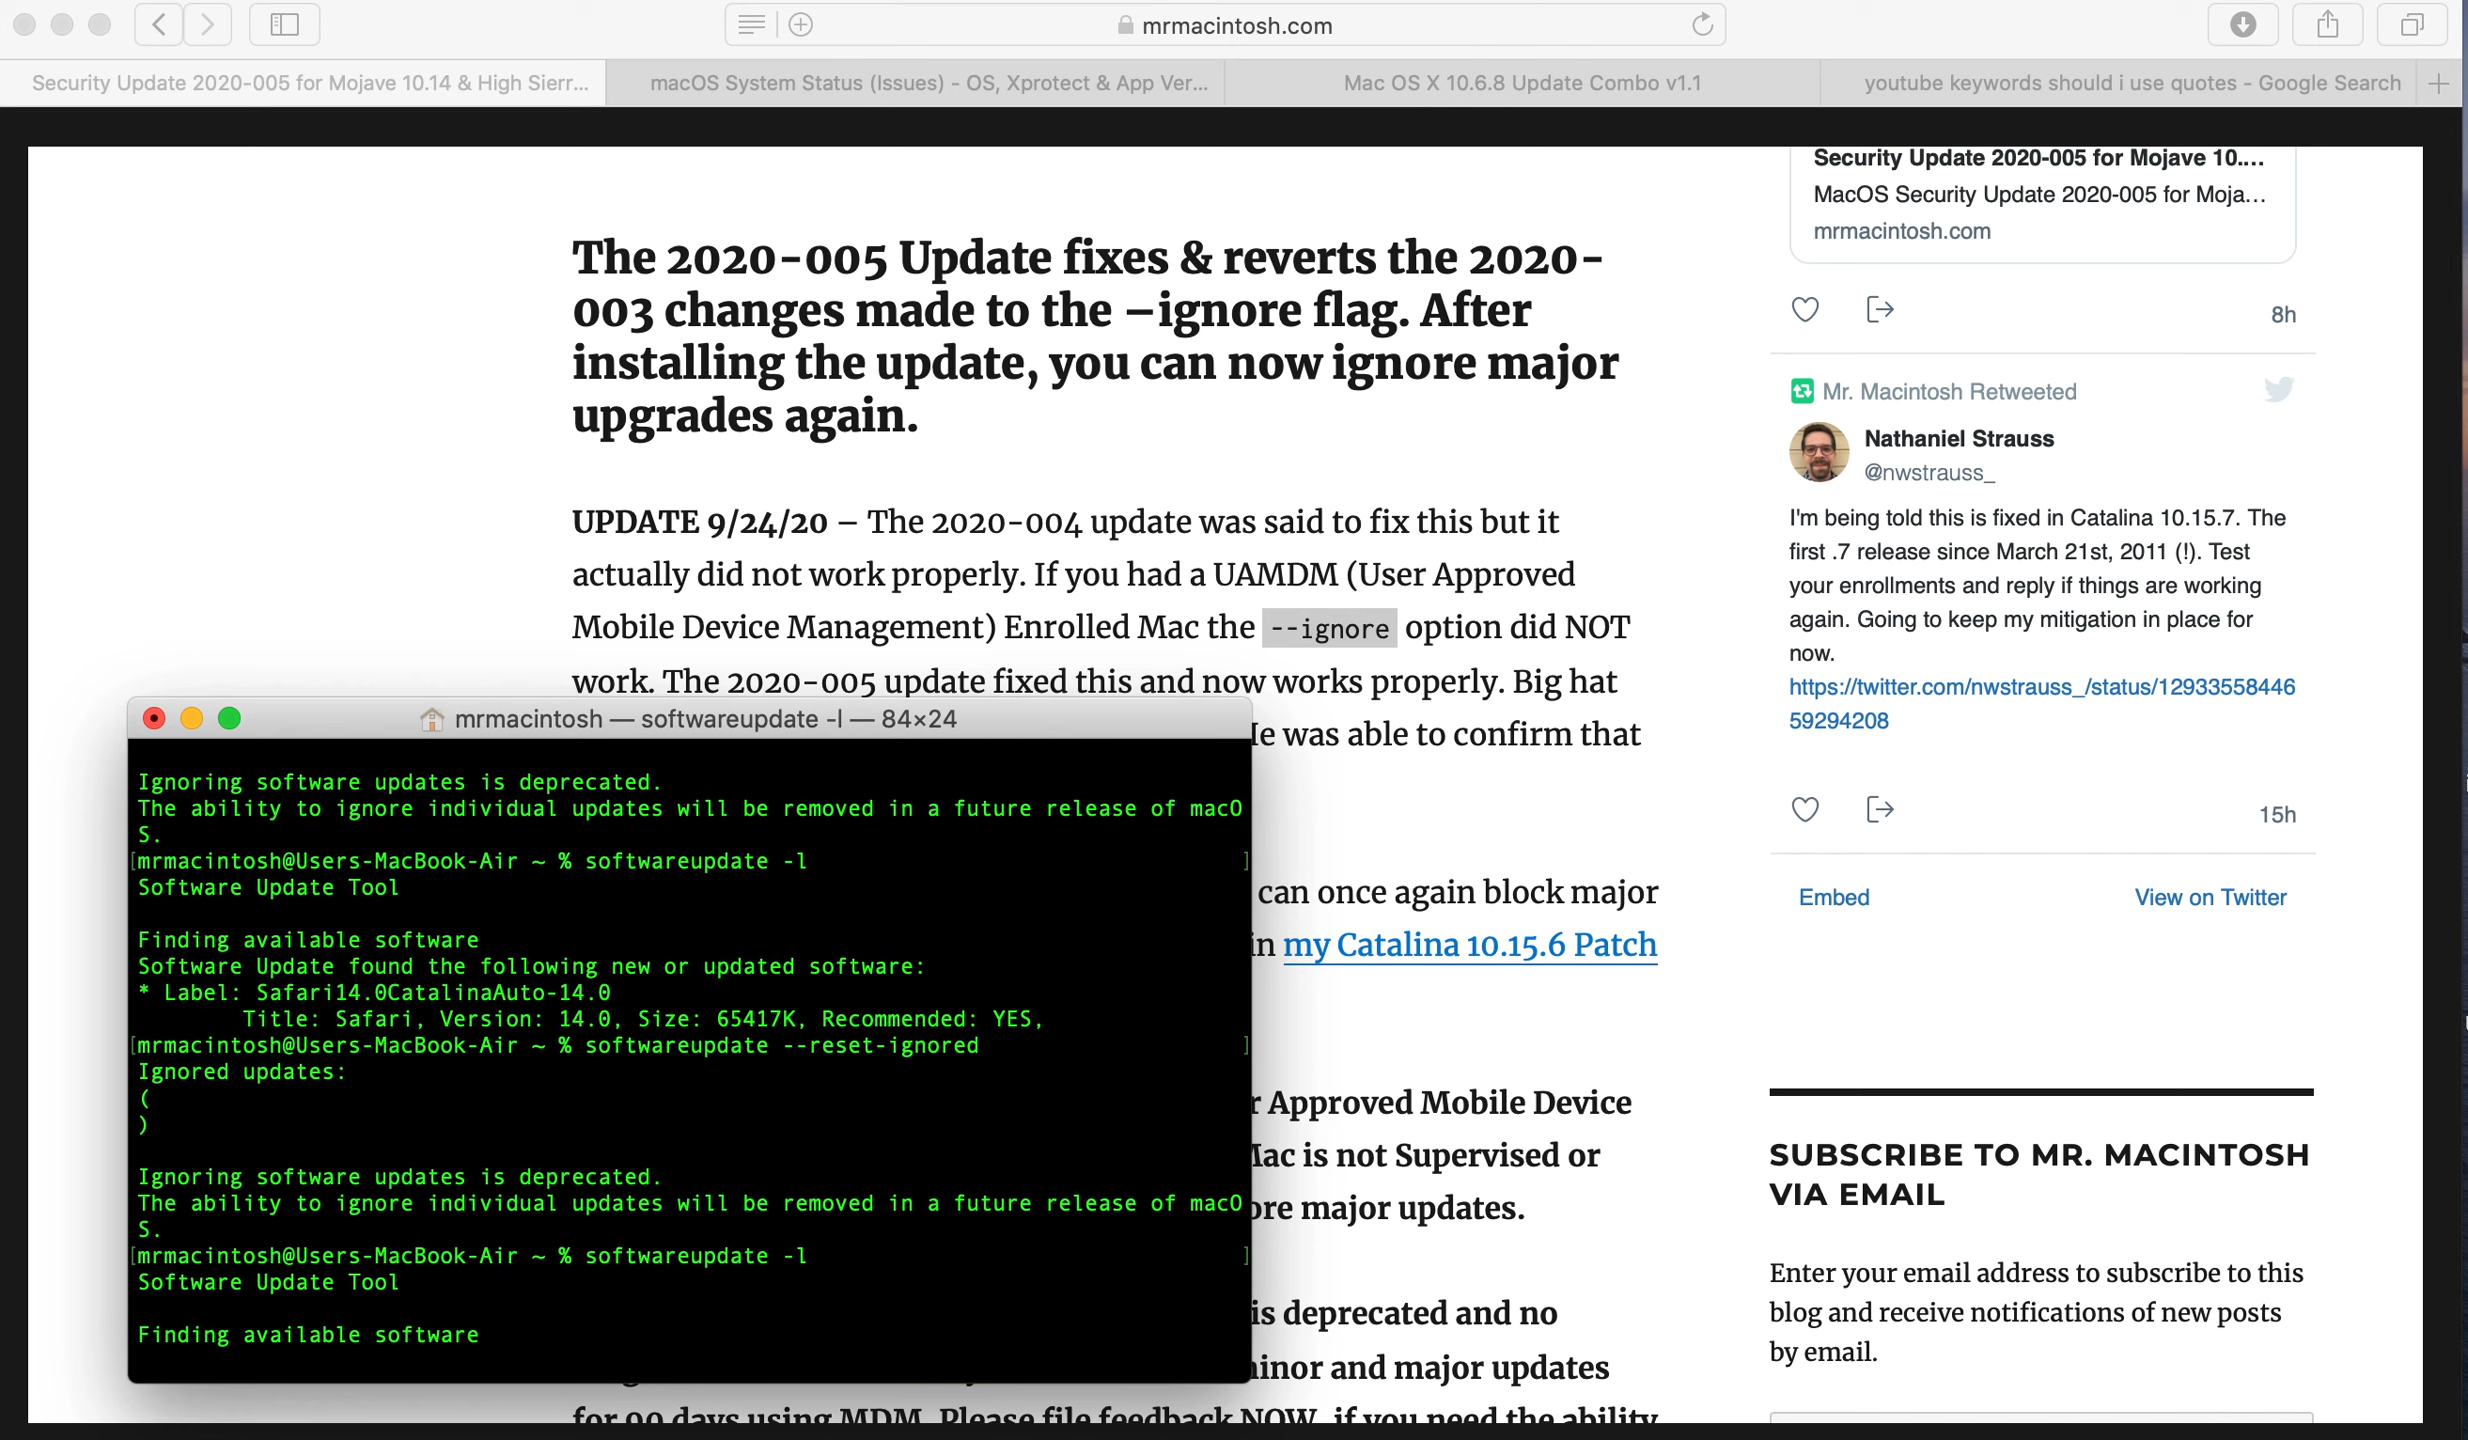 mrmacintosh.com
Security Update 2020-005 for Mojave 10.14 & High Sierr...
macOS System Status (Issues) - OS, Xprotect & App Ver...
Mac OS X 10.6.8 Update Combo v1.1
youtube keywords should i use quotes - Google Search
The 2020-005 Update fixes & reverts the 2020-
003 changes made to the –ignore flag. After
installing the update, you can now ignore major
upgrades again.
UPDATE 9/24/20 – The 2020-004 update was said to fix this but it
actually did not work properly. If you had a UAMDM (User Approved
Mobile Device Management) Enrolled Mac the --ignore option did NOT
work. The 2020-005 update fixed this and now works properly. Big hat
He was able to confirm that
can once again block major
in my Catalina 10.15.6 Patch
Approved Mobile Device
Mac is not Supervised or
major updates.
is deprecated and no
minor and major updates
for 90 days using MDM. Please file feedback NOW, if you need the ability
mrmacintosh — softwareupdate -l — 84×24
Ignoring software updates is deprecated.
The ability to ignore individual updates will be removed in a future release of macO
S.
[mrmacintosh@Users-MacBook-Air ~ % softwareupdate -l ]
Software Update Tool
Finding available software
Software Update found the following new or updated software:
* Label: Safari14.0CatalinaAuto-14.0
Title: Safari, Version: 14.0, Size: 65417K, Recommended: YES,
[mrmacintosh@Users-MacBook-Air ~ % softwareupdate --reset-ignored ]
Ignored updates:
(
)
Ignoring software updates is deprecated.
The ability to ignore individual updates will be removed in a future release of macO
S.
[mrmacintosh@Users-MacBook-Air ~ % softwareupdate -l ]
Software Update Tool
Finding available software
Security Update 2020-005 for Mojave 10....
MacOS Security Update 2020-005 for Moja...
mrmacintosh.com
8h
Mr. Macintosh Retweeted
Nathaniel Strauss
@nwstrauss_
I'm being told this is fixed in Catalina 10.15.7. The
first .7 release since March 21st, 2011 (!). Test
your enrollments and reply if things are working
again. Going to keep my mitigation in place for
now.
https://twitter.com/nwstrauss_/status/12933558446
59294208
15h
Embed
View on Twitter
SUBSCRIBE TO MR. MACINTOSH
VIA EMAIL
Enter your email address to subscribe to this
blog and receive notifications of new posts
by email.